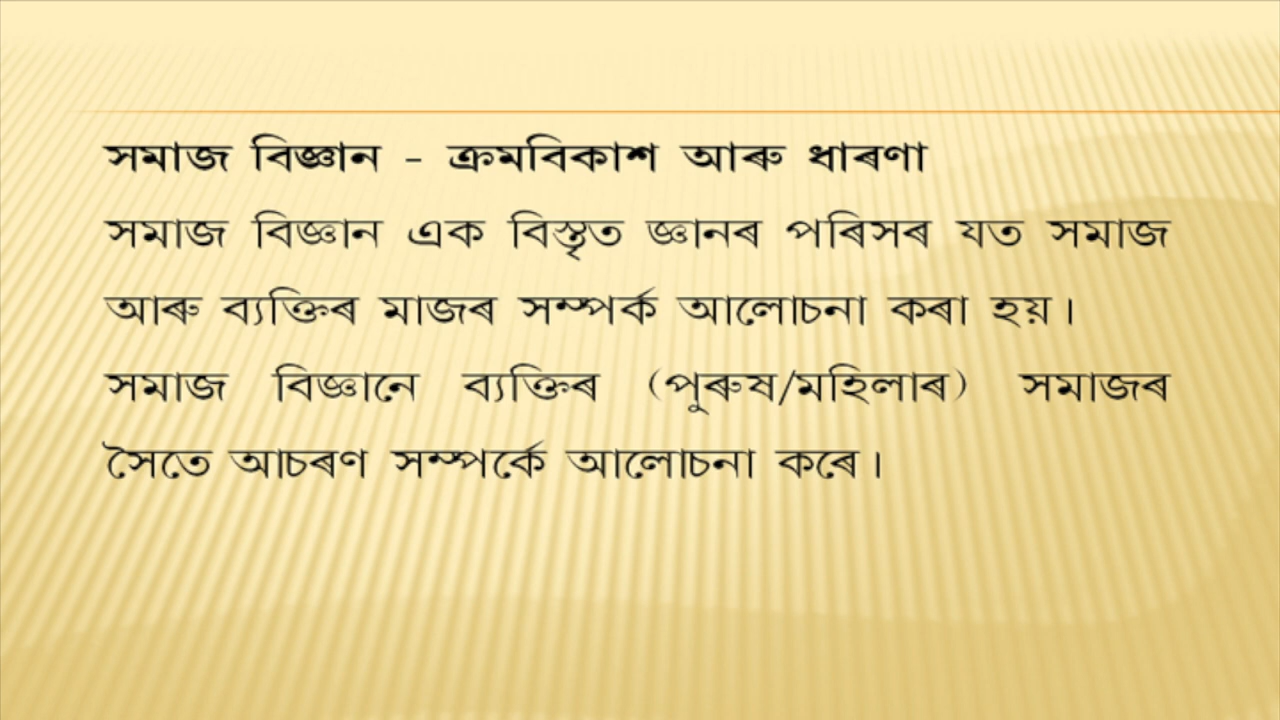 সমাজ বিজ্ঞান - ক্ৰমবিকাশ আৰু ধাৰণা
সমাজ বিজ্ঞান এক বিস্তৃত জ্ঞানৰ পৰিসৰ যত সমাজ
আৰু ব্যক্তিৰ মাজৰ সম্পৰ্ক আলোচনা কৰা হয়।
সমাজ বিজ্ঞানে ব্যক্তিৰ (পুৰুষ/মহিলাৰ) সমাজৰ
সৈতে আচৰণ সম্পৰ্কে আলোচনা কৰে।